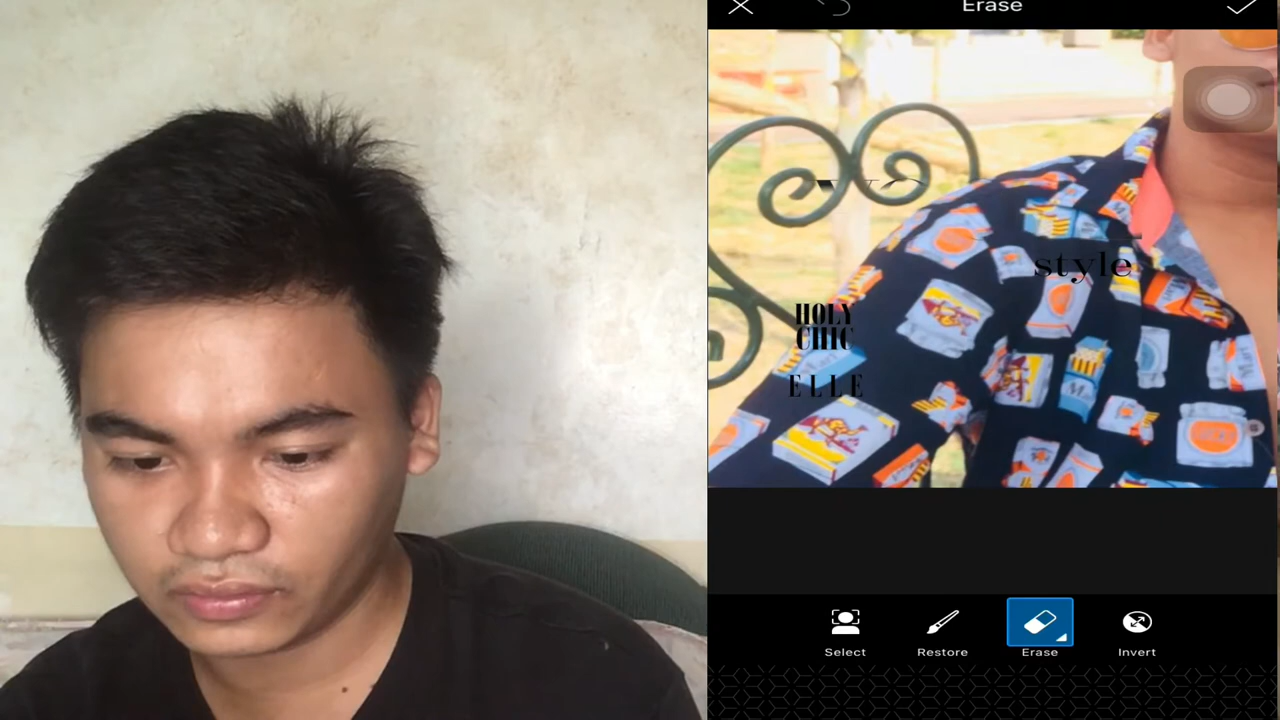 Erase
style
HOLY
CHIC
ELLE
Select
Restore
Erase
Invert